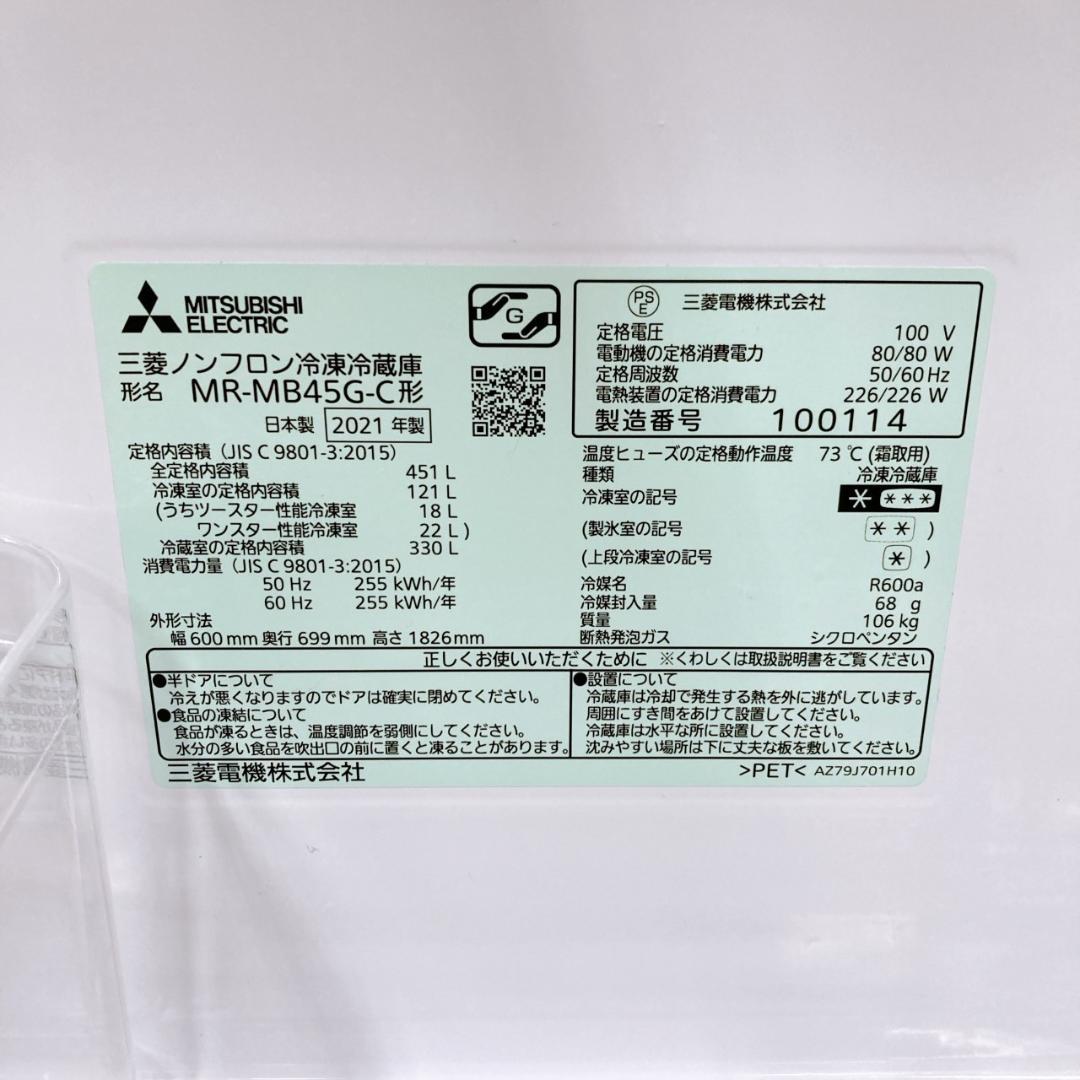 MITSUBISHI
ELECTRIC
G
三菱ノンフロン冷凍冷蔵庫
形名 MR-MB45G-C形
日本製 2021 年製
定格内容積（JIS C 9801-3:2015）
全定格内容積 451 L
冷凍室の定格内容積 121 L
(うちツースター性能冷凍室 18 L
ワンスター性能冷凍室 22 L )
冷蔵室の定格内容積 330 L
消費電力量（JIS C 9801-3:2015）
50 Hz 255 kWh/年
60 Hz 255 kWh/年
外形寸法
幅 600 mm 奥行 699 mm 高さ 1826 mm
PS
E 三菱電機株式会社
定格電圧 100 V
電動機の定格消費電力 80/80 W
定格周波数 50/60 Hz
電熱装置の定格消費電力 226/226 W
製造番号 100114
温度ヒューズの定格動作温度 73 ℃ (霜取用)
種類 冷凍冷蔵庫
冷凍室の記号 * ***
(製氷室の記号 ** )
(上段冷凍室の記号 * )
冷媒名 R600a
冷媒封入量 68 g
質量 106 kg
断熱発泡ガス シクロペンタン
正しくお使いいただくために ※くわしくは取扱説明書をご覧ください
●半ドアについて
冷えが悪くなりますのでドアは確実に閉めてください。
●食品の凍結について
食品が凍るときは、温度調節を弱側にしてください。
水分の多い食品を吹出口の前に置くと凍ることがあります。
●設置について
冷蔵庫は冷却で発生する熱を外に逃がしています。
周囲にすき間をあけて設置してください。
冷蔵庫は水平な所に設置してください。
沈みやすい場所は下に丈夫な板を敷いてください。
三菱電機株式会社 >PET< AZ79J701H10